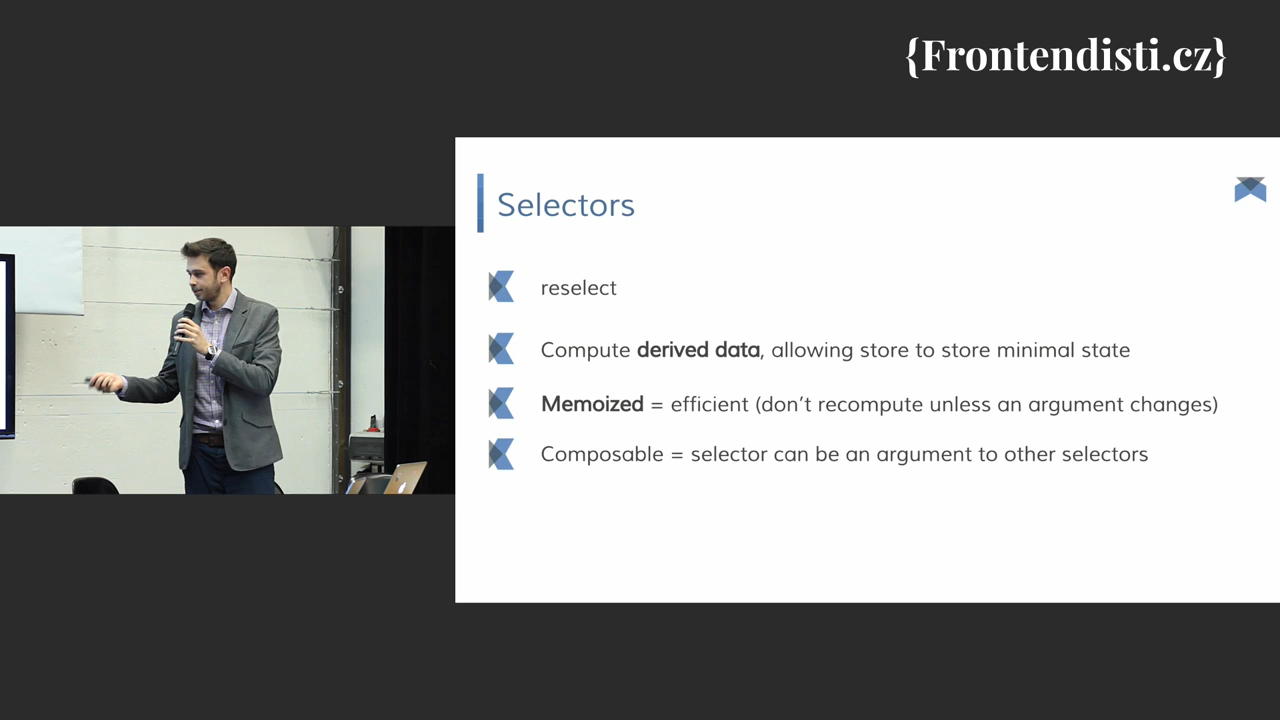 {Frontendisti.cz}
Selectors
reselect
Compute derived data, allowing store to store minimal state
Memoized = efficient (don't recompute unless an argument changes)
Composable = selector can be an argument to other selectors